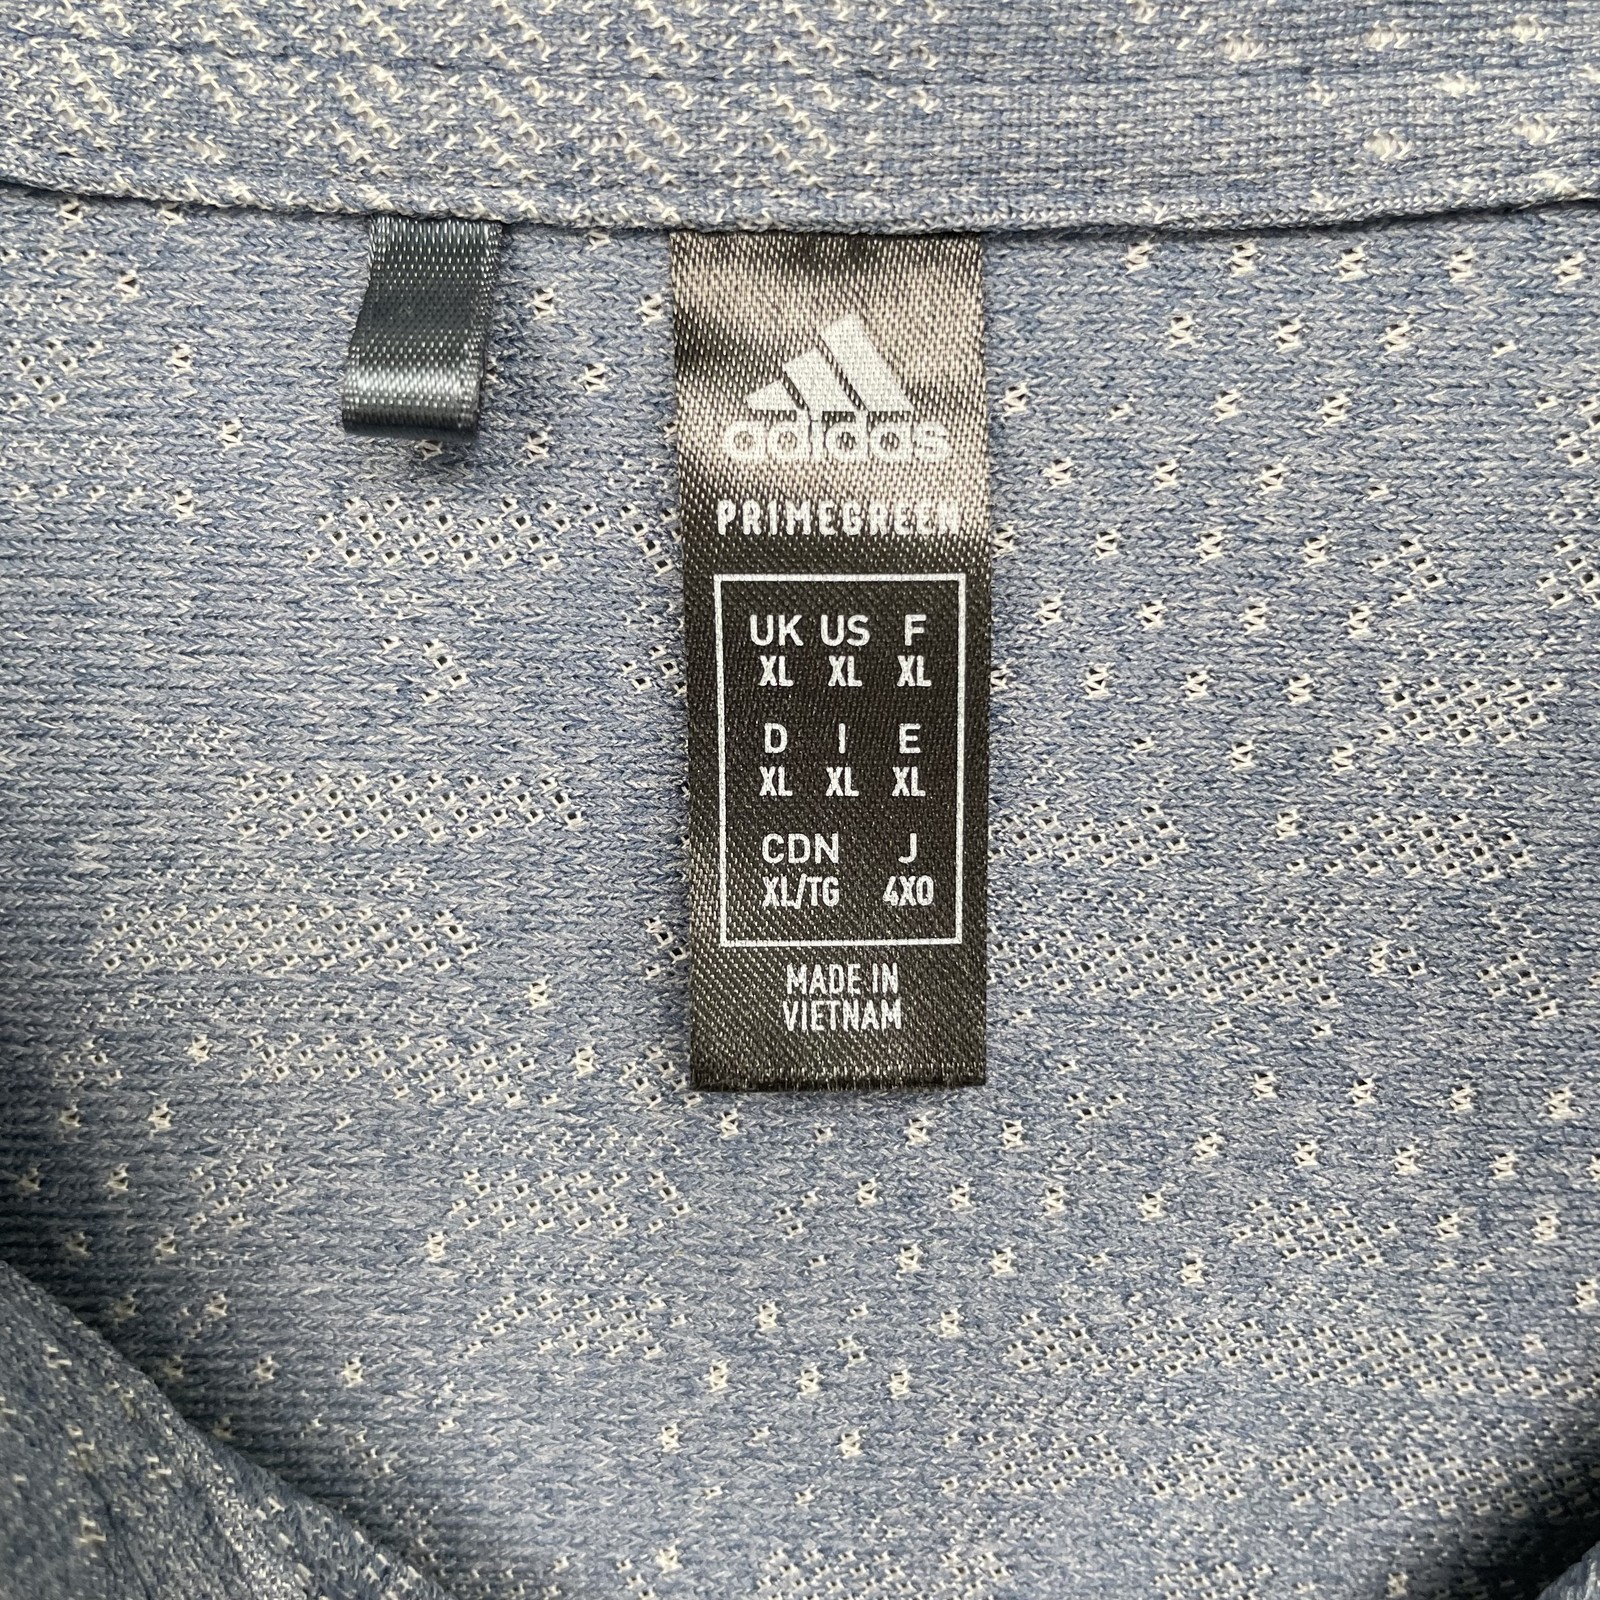 adidas
PRIMEGREEN
UK US F
XL XL XL
D I E
XL XL XL
CDN J
XL/TG 4XO
MADE IN
VIETNAM